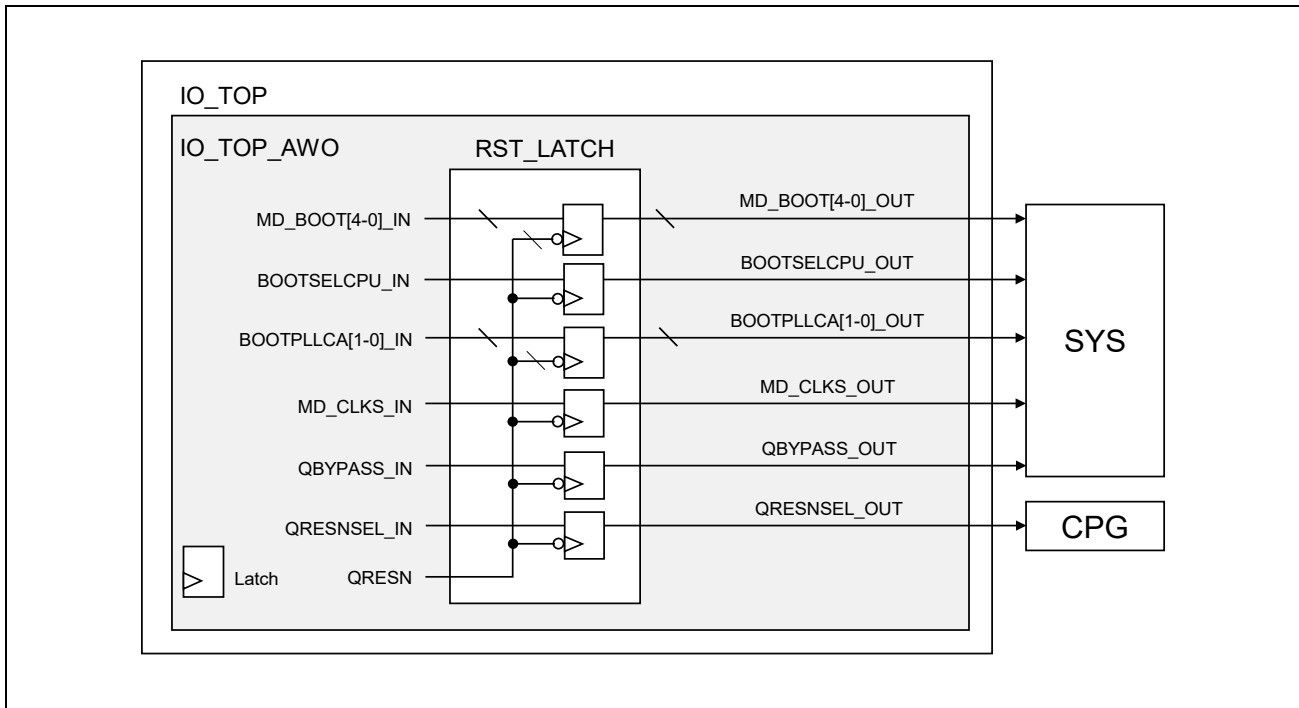 IO_TOP
IO_TOP_AWO
RST_LATCH
MD_BOOT[4-0]_IN
MD_BOOT[4-0]_OUT
BOOTSELCPU_IN
BOOTSELCPU_OUT
BOOTPLLCA[1-0]_IN
BOOTPLLCA[1-0]_OUT
SYS
MD_CLKS_IN
MD_CLKS_OUT
QBYPASS_IN
QBYPASS_OUT
QRESNSEL_IN
QRESNSEL_OUT
CPG
Latch
QRESN